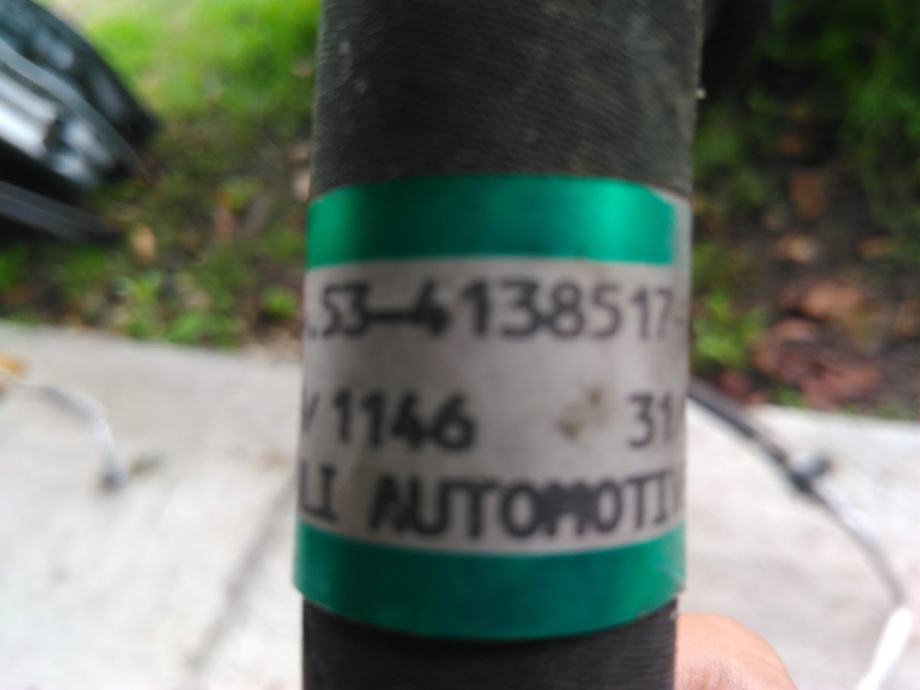 .53-4138517-
/1146 31
LI AUTOMOTIV